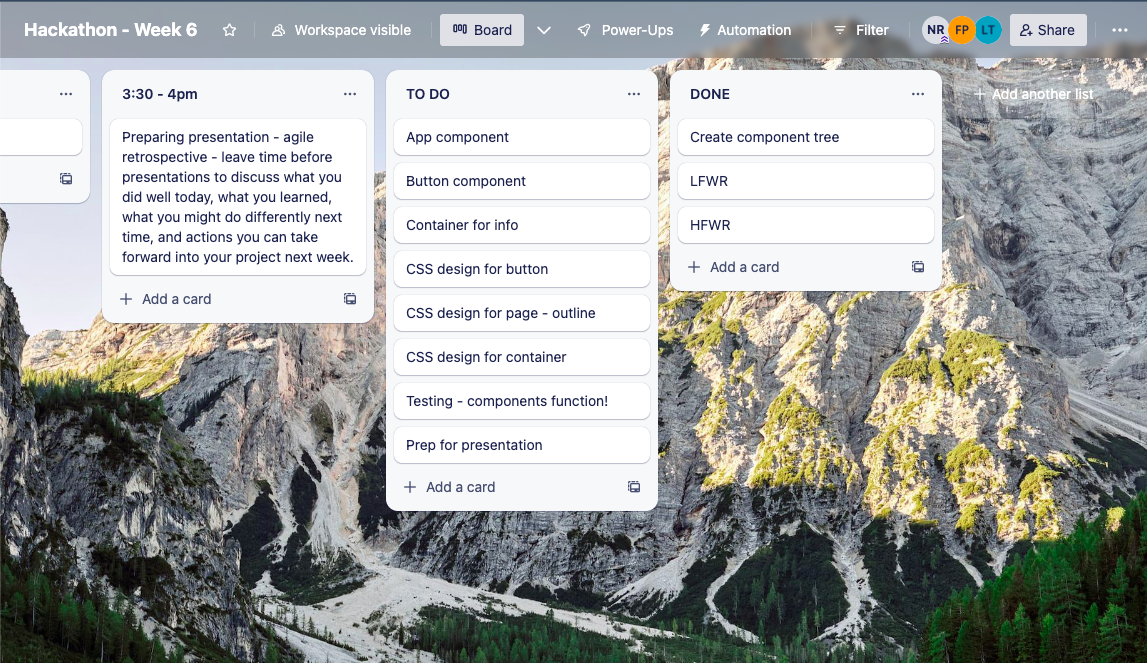 Hackathon - Week 6
Workspace visible
Board
Power-Ups
Automation
Filter
NR
FP
LT
Share
3:30 - 4pm
Preparing presentation - agile
retrospective - leave time before
presentations to discuss what you
did well today, what you learned,
what you might do differently next
time, and actions you can take
forward into your project next week.
Add a card
TO DO
App component
Button component
Container for info
CSS design for button
CSS design for page - outline
CSS design for container
Testing - components function!
Prep for presentation
Add a card
DONE
Create component tree
LFWR
HFWR
Add a card
Add another list